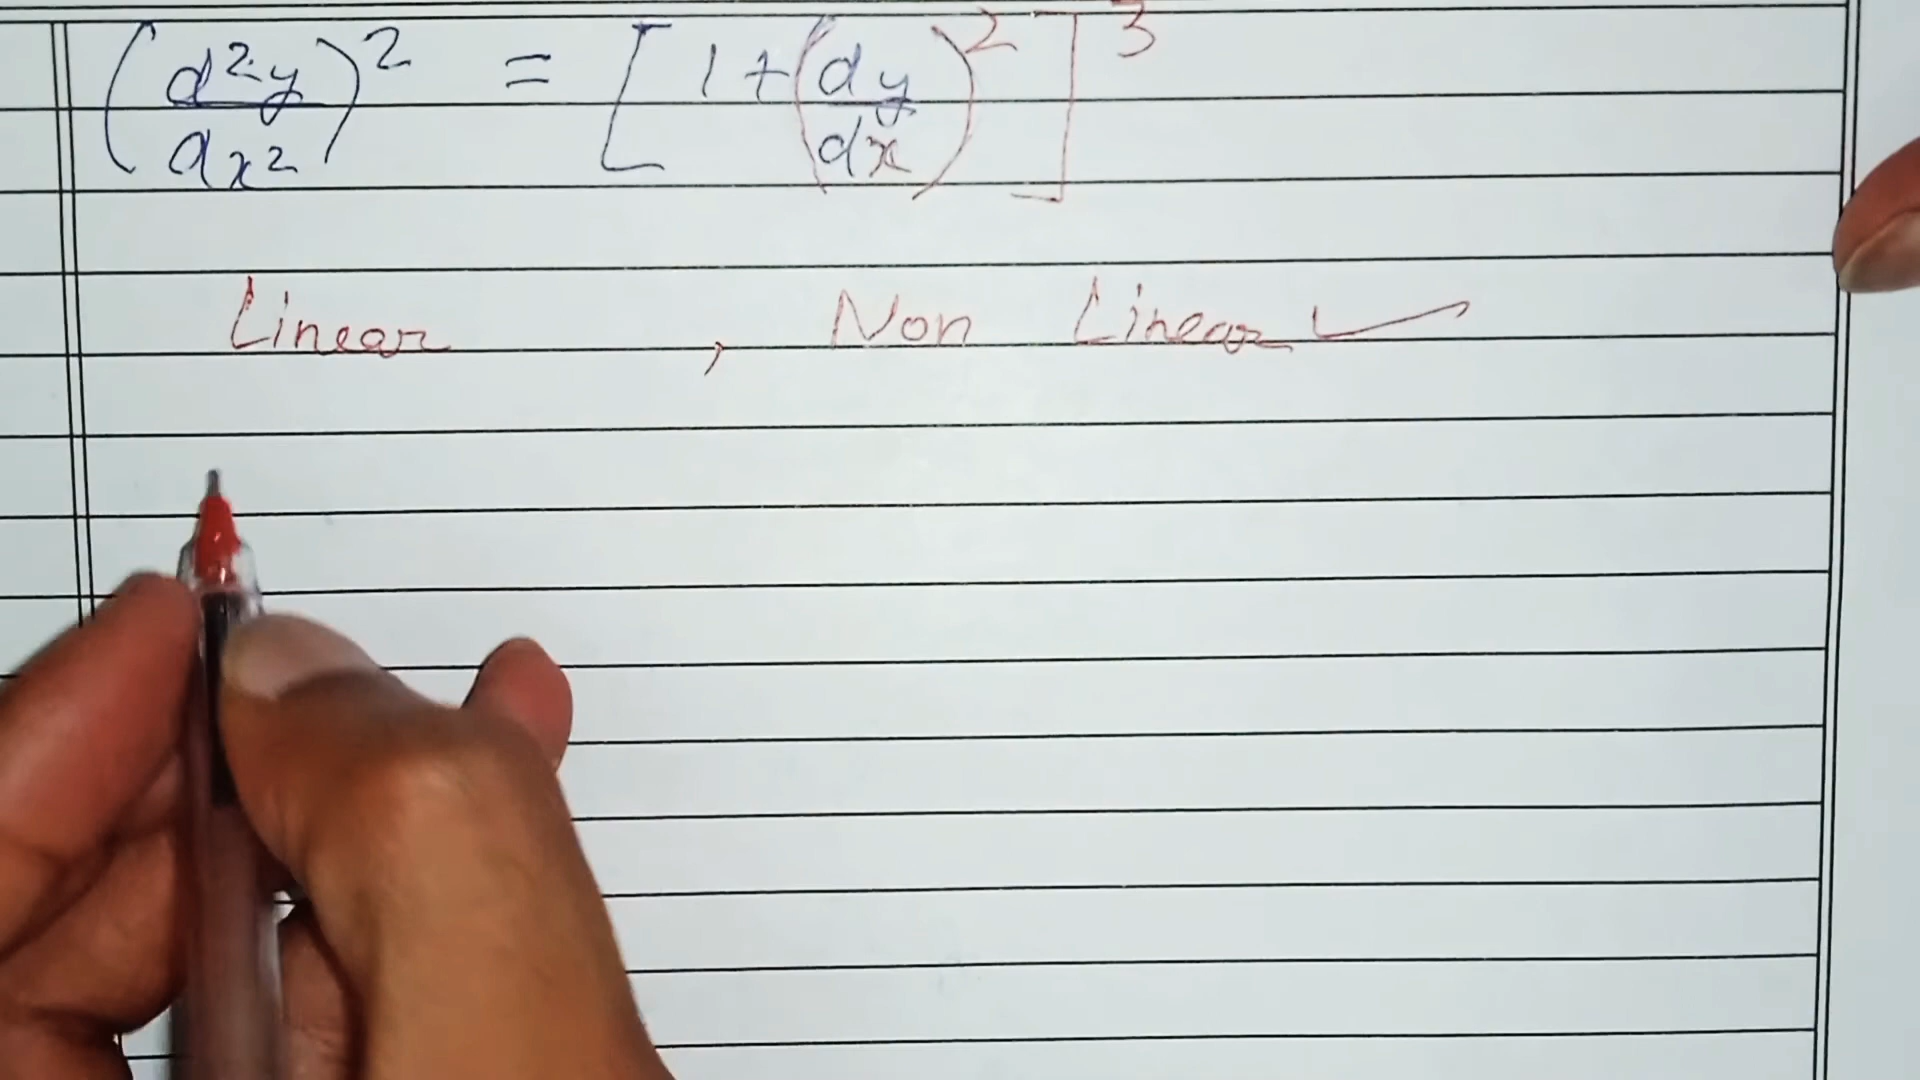 (d²y/dx²)² = [1+(dy/dx)²]³
Linear , Non Linear ✓